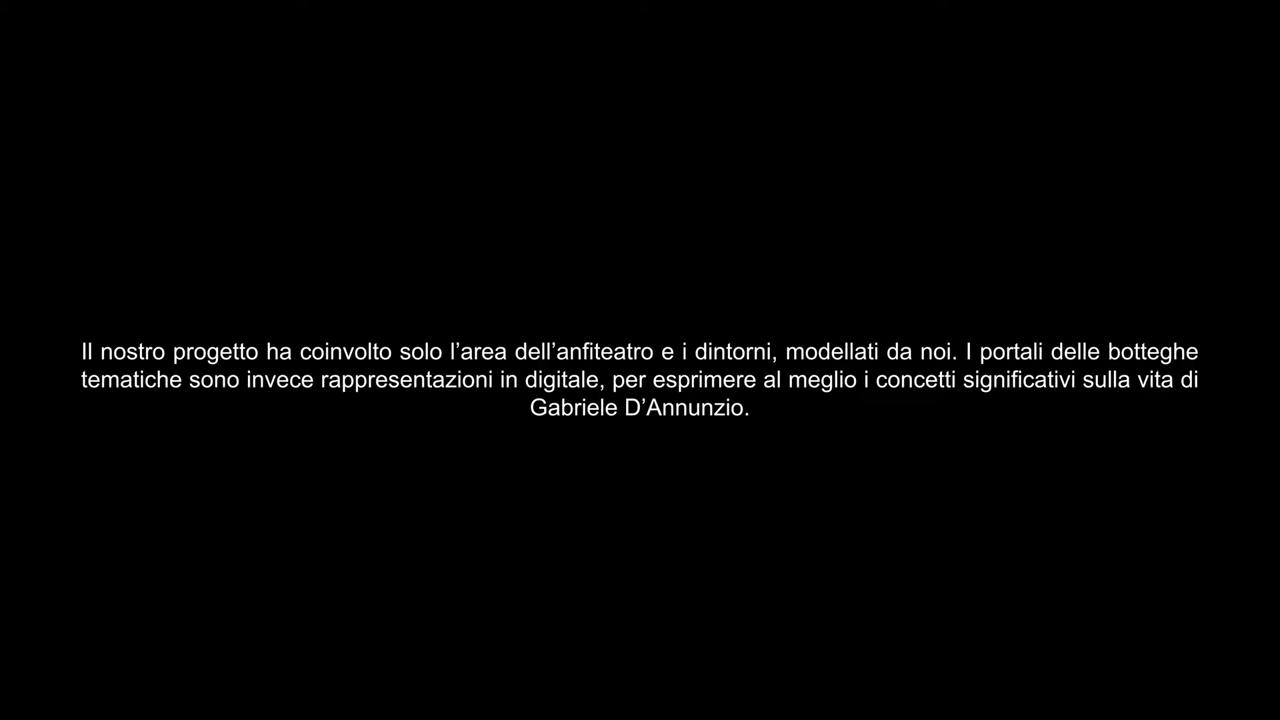 Il nostro progetto ha coinvolto solo l’area dell’anfiteatro e i dintorni, modellati da noi. I portali delle botteghe
tematiche sono invece rappresentazioni in digitale, per esprimere al meglio i concetti significativi sulla vita di
Gabriele D’Annunzio.